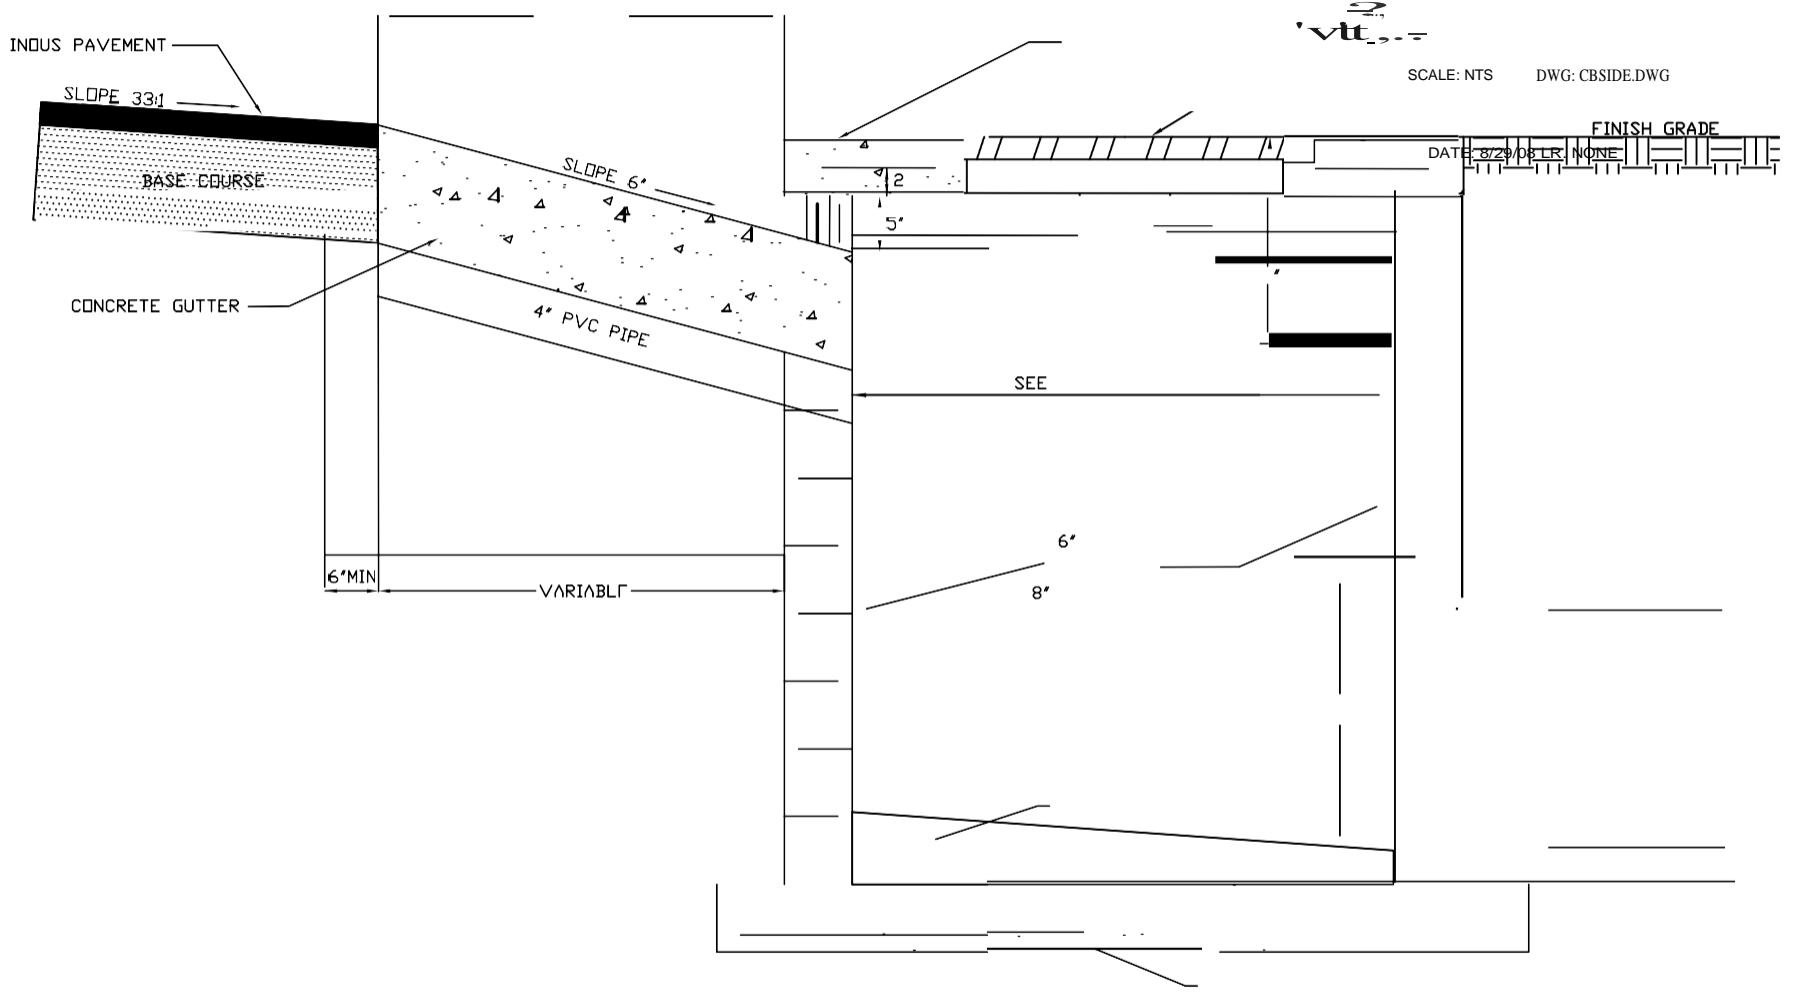 SCALE: NTS DWG: CBSIDE.DWG
INOUS PAVEMENT
SLOPE 33:1
FINISH GRADE
DATE: 8/29/08 LR. NONE
BASE COURSE
SLOPE 6"
2
5"
CONCRETE GUTTER
4" PVC PIPE
SEE
6"
8"
6"MIN